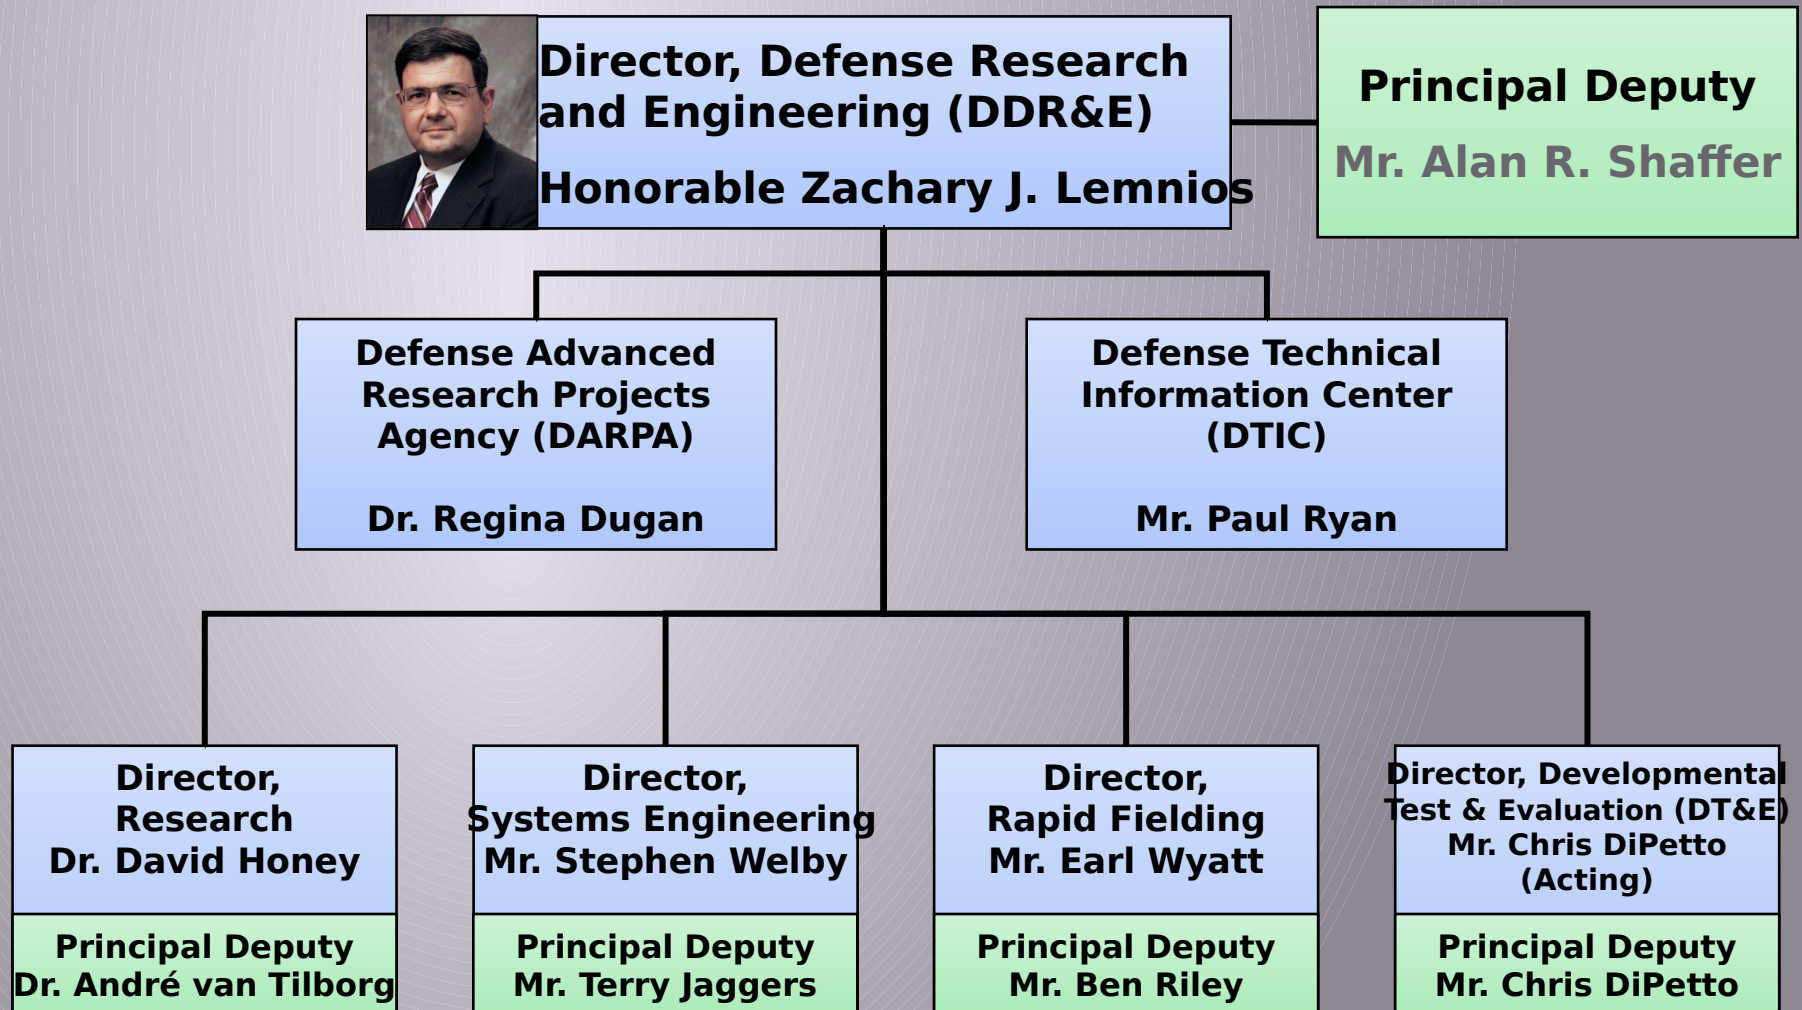 Director, Defense Research
and Engineering (DDR&E)
Honorable Zachary J. Lemnios
Principal Deputy
Mr. Alan R. Shaffer
Defense Advanced
Research Projects
Agency (DARPA)
Dr. Regina Dugan
Defense Technical
Information Center
(DTIC)
Mr. Paul Ryan
Director,
Research
Dr. David Honey
Principal Deputy
Dr. André van Tilborg
Director,
Systems Engineering
Mr. Stephen Welby
Principal Deputy
Mr. Terry Jaggers
Director,
Rapid Fielding
Mr. Earl Wyatt
Principal Deputy
Mr. Ben Riley
Director, Developmental
Test & Evaluation (DT&E)
Mr. Chris DiPetto
(Acting)
Principal Deputy
Mr. Chris DiPetto